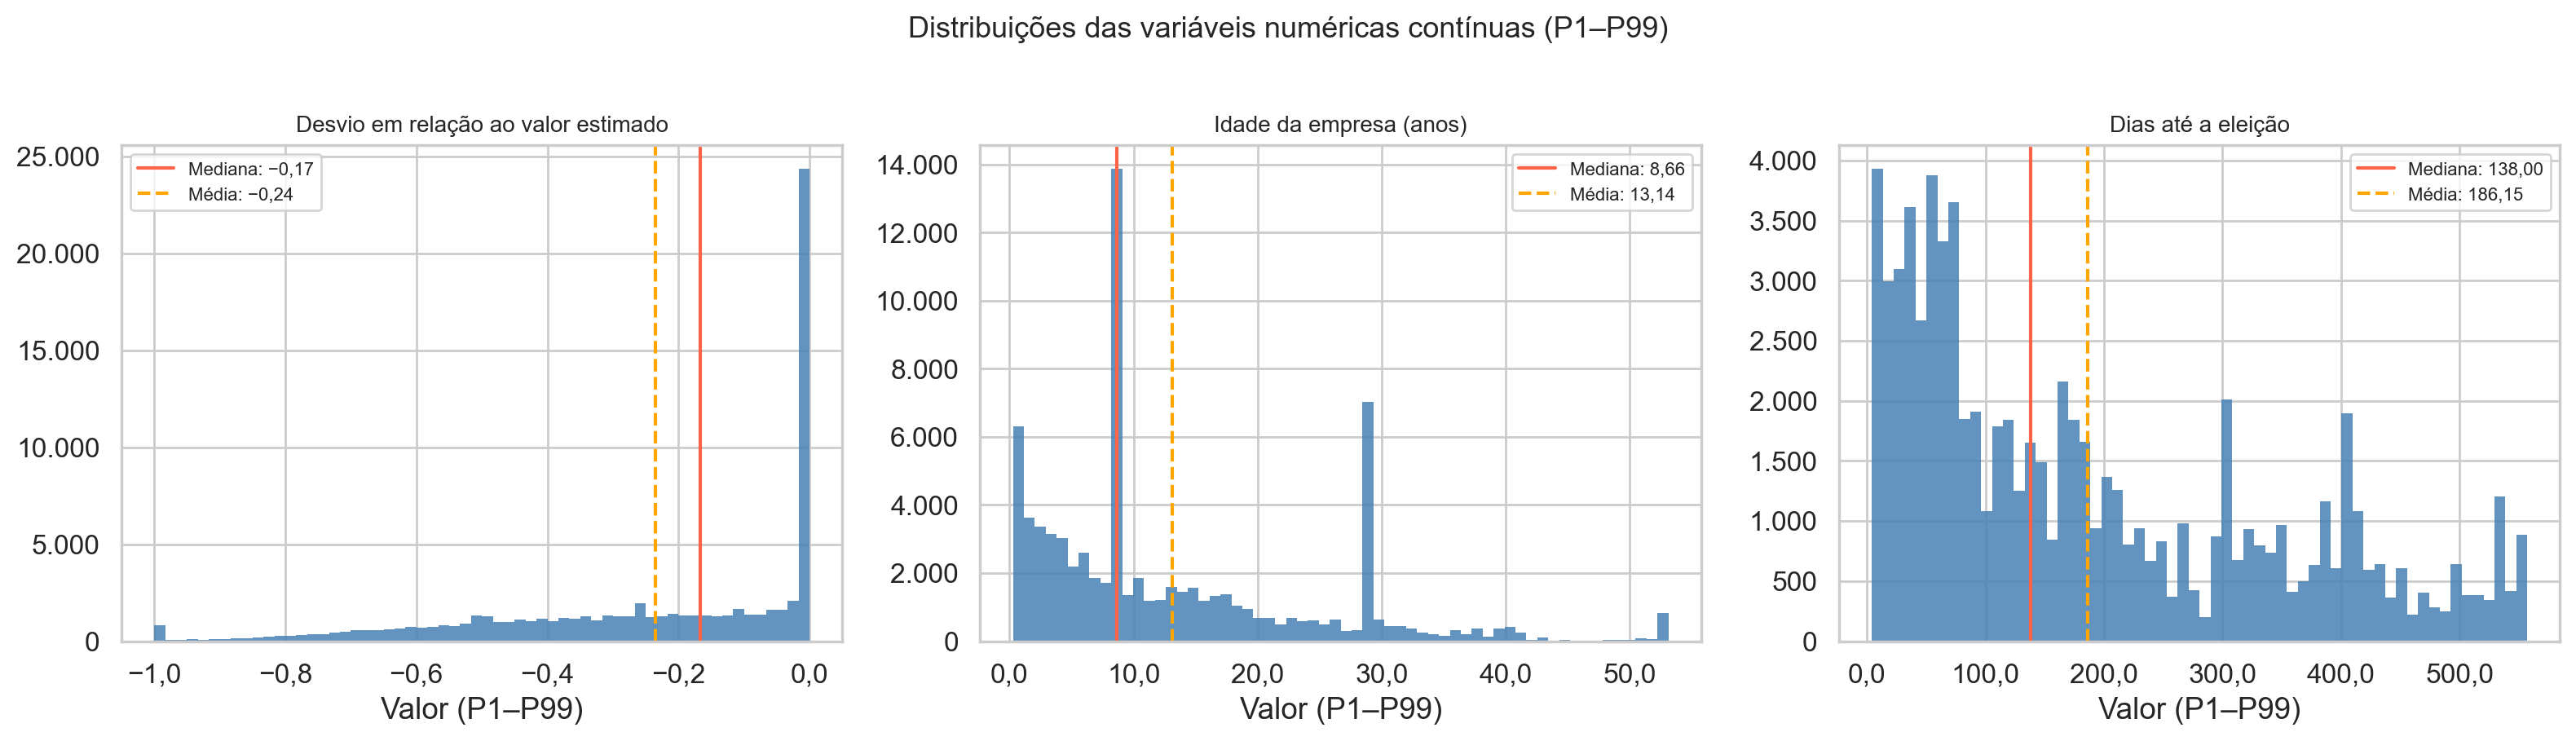 Distribuições das variáveis numéricas contínuas (P1–P99)
Desvio em relação ao valor estimado
25.000
20.000
15.000
10.000
5.000
0
Mediana: −0,17
Média: −0,24
−1,0 −0,8 −0,6 −0,4 −0,2 0,0
Valor (P1–P99)
Idade da empresa (anos)
14.000
12.000
10.000
8.000
6.000
4.000
2.000
0
Mediana: 8,66
Média: 13,14
0,0 10,0 20,0 30,0 40,0 50,0
Valor (P1–P99)
Dias até a eleição
4.000
3.500
3.000
2.500
2.000
1.500
1.000
500
0
Mediana: 138,00
Média: 186,15
0,0 100,0 200,0 300,0 400,0 500,0
Valor (P1–P99)